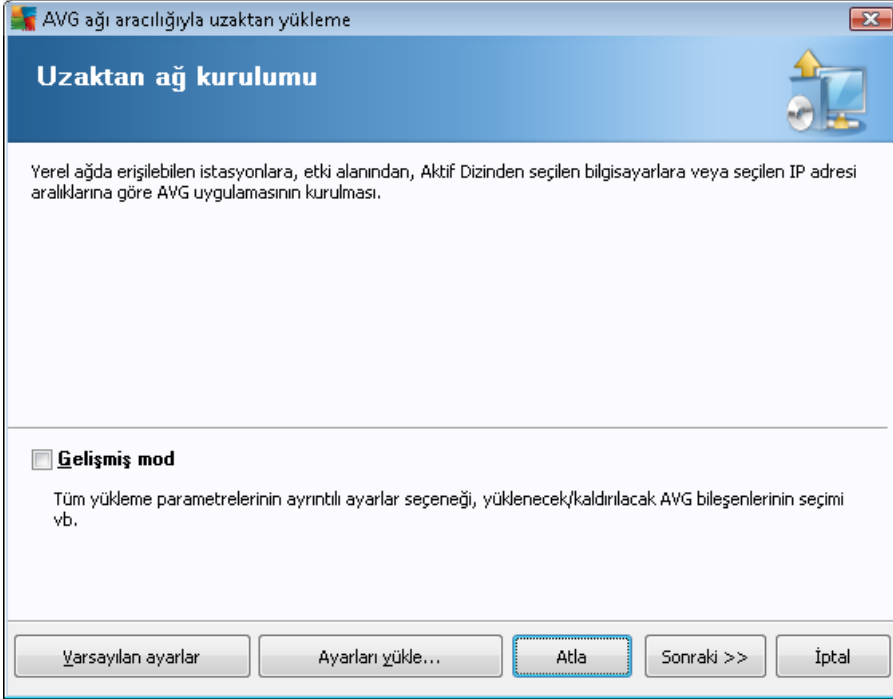 AVG ağı aracılığıyla uzaktan yükleme
Uzaktan ağ kurulumu
Yerel ağda erişilebilen istasyonlara, etki alanından, Aktif Dizinden seçilen bilgisayarlara veya seçilen IP adresi
aralıklarına göre AVG uygulamasının kurulması.
Gelişmiş mod
Tüm yükleme parametrelerinin ayrıntılı ayarlar seçeneği, yüklenecek/kaldırılacak AVG bileşenlerinin seçimi
vb.
Varsayılan ayarlar
Ayarları yükle...
Atla
Sonraki >>
İptal